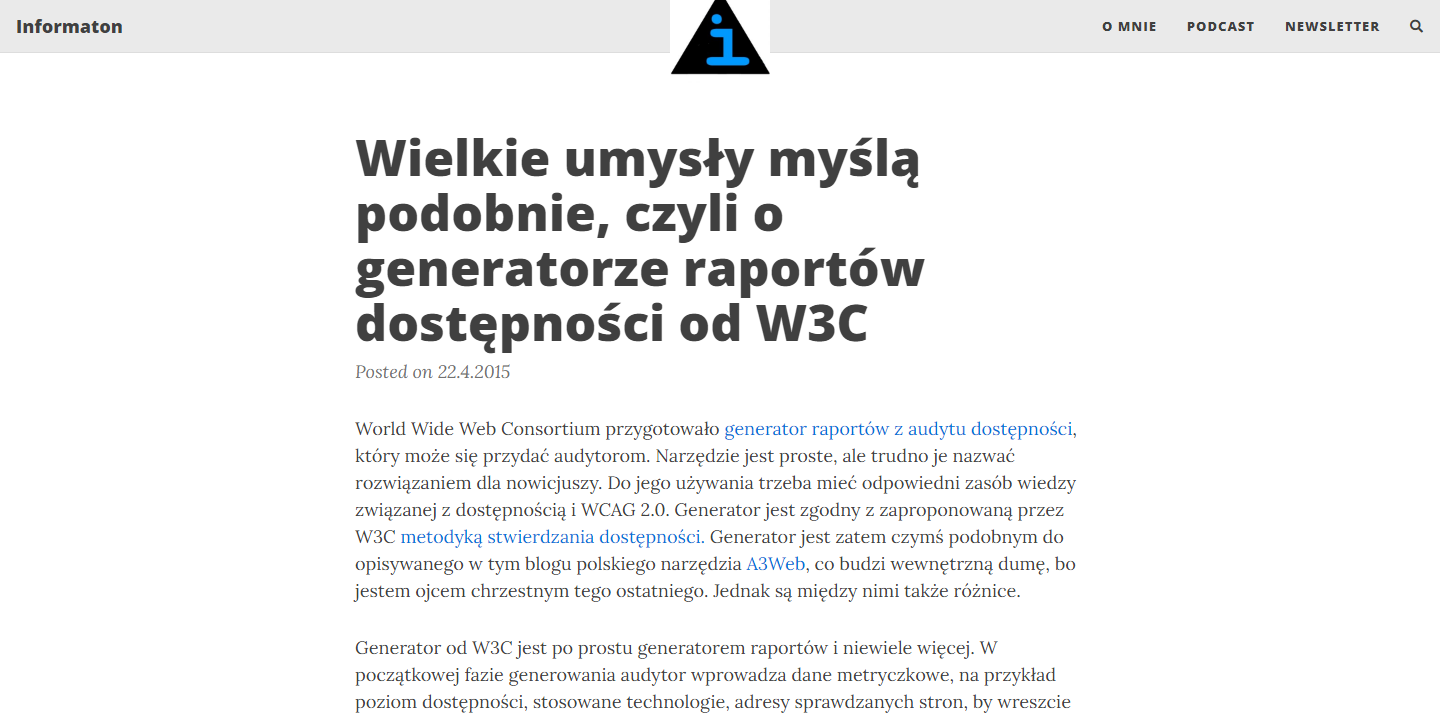 Informaton
i
O MNIE PODCAST NEWSLETTER
Wielkie umysły myślą
podobnie, czyli o
generatorze raportów
dostępności od W3C
Posted on 22.4.2015
World Wide Web Consortium przygotowało generator raportów z audytu dostępności,
który może się przydać audytorom. Narzędzie jest proste, ale trudno je nazwać
rozwiązaniem dla nowicjuszy. Do jego używania trzeba mieć odpowiedni zasób wiedzy
związanej z dostępnością i WCAG 2.0. Generator jest zgodny z zaproponowaną przez
W3C metodyką stwierdzania dostępności. Generator jest zatem czymś podobnym do
opisywanego w tym blogu polskiego narzędzia A3Web, co budzi wewnętrzną dumę, bo
jestem ojcem chrzestnym tego ostatniego. Jednak są między nimi także różnice.
Generator od W3C jest po prostu generatorem raportów i niewiele więcej. W
początkowej fazie generowania audytor wprowadza dane metryczkowe, na przykład
poziom dostępności, stosowane technologie, adresy sprawdzanych stron, by wreszcie